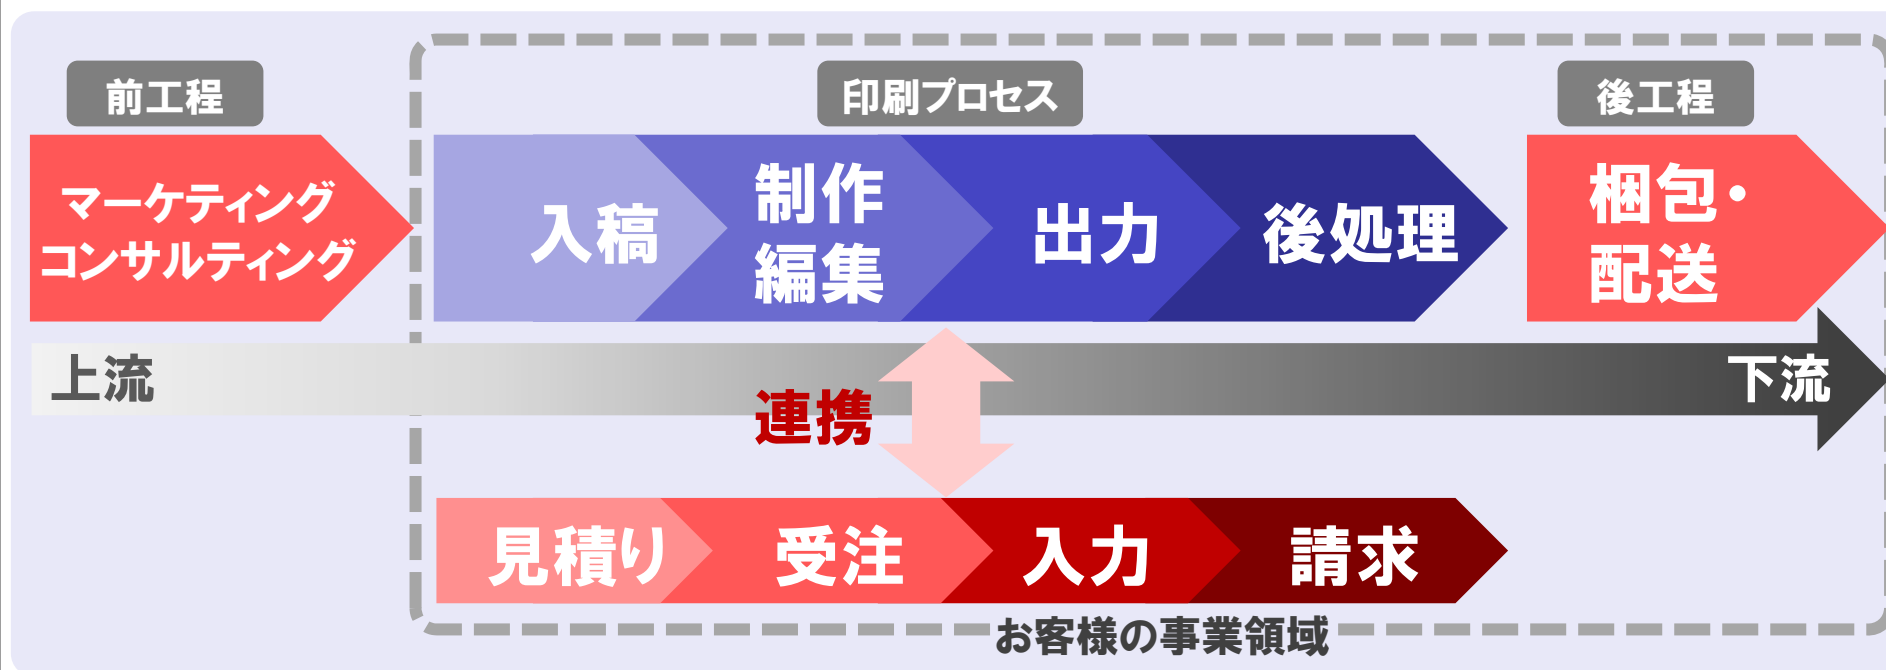 前工程
印刷プロセス
後工程
マーケティング
コンサルティング
入稿
制作
編集
出力
後処理
梱包・
配送
上流
下流
連携
見積り
受注
入力
請求
お客様の事業領域